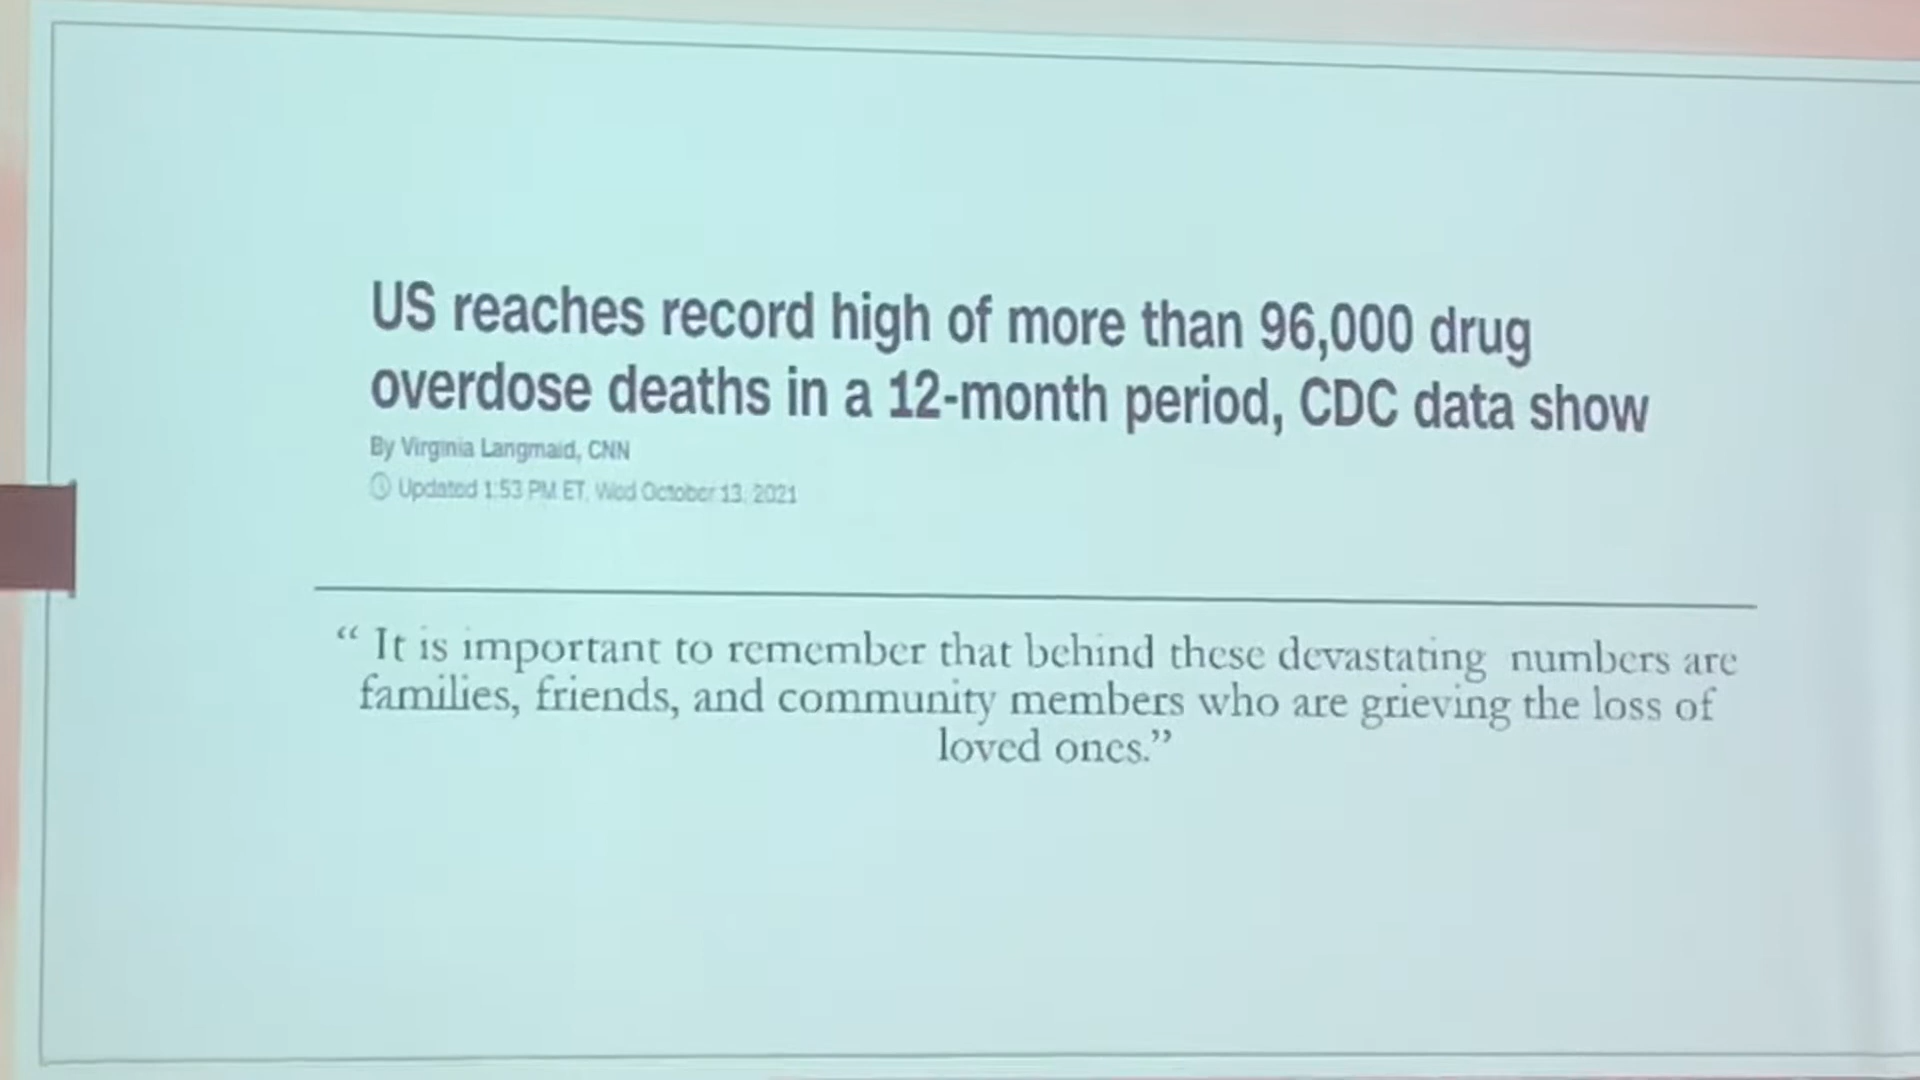 US reaches record high of more than 96,000 drug
overdose deaths in a 12-month period, CDC data show
By Virginia Langmaid, CNN
Updated 1:53 PM ET, Wed October 13, 2021
“ It is important to remember that behind these devastating numbers are
families, friends, and community members who are grieving the loss of
loved ones.”